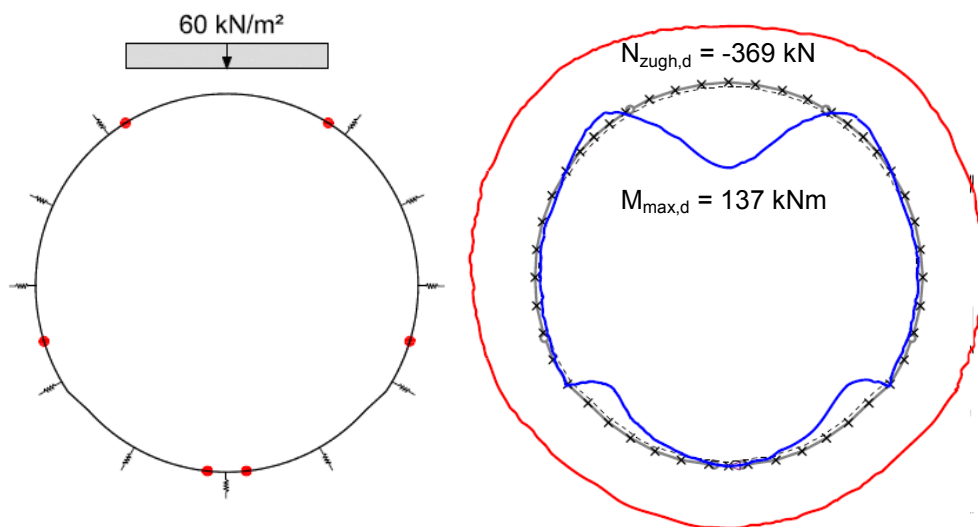 60 kN/m²
N_zugh,d = -369 kN
M_max,d = 137 kNm